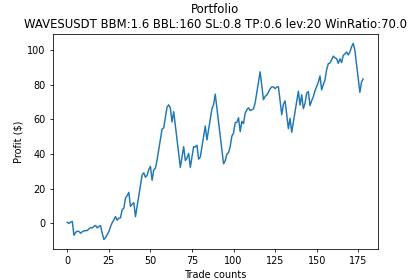 Portfolio
WAVESUSDT BBM:1.6 BBL:160 SL:0.8 TP:0.6 lev:20 WinRatio:70.0
100
80
60
40
20
0
Profit ($)
0 25 50 75 100 125 150 175
Trade counts